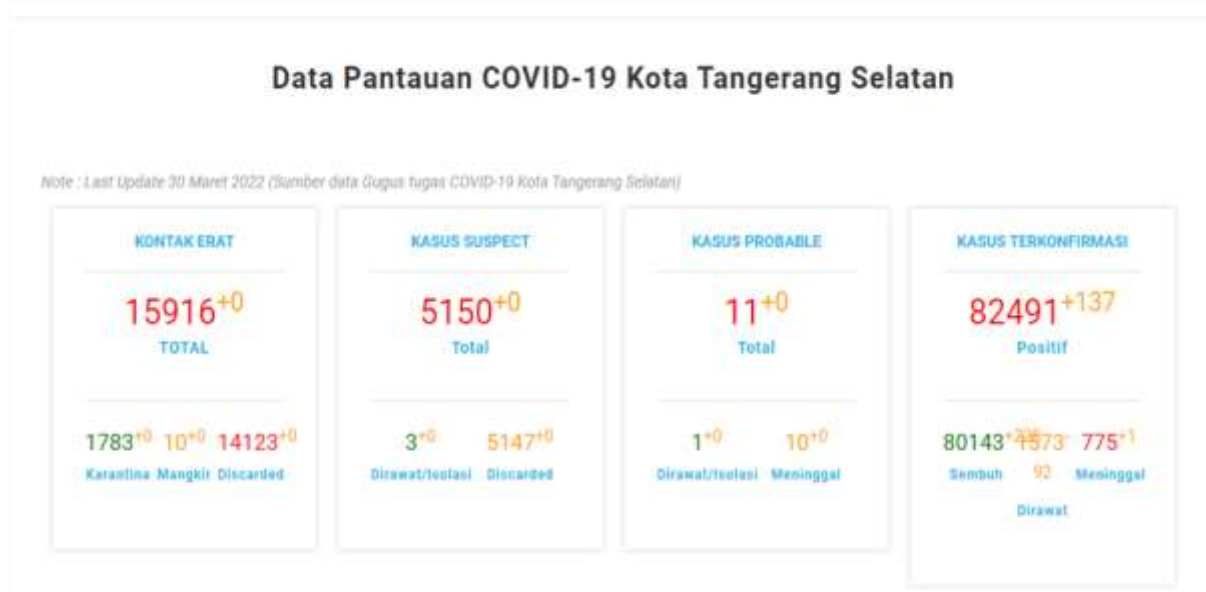 Data Pantauan COVID-19 Kota Tangerang Selatan
Note : Last Update 30 Maret 2022 (Sumber data Gugus tugas COVID-19 Kota Tangerang Selatan)
KONTAK ERAT
15916+0
TOTAL
1783+0 10+0 14123+0
Karantina Mangkir Discarded
KASUS SUSPECT
5150+0
Total
3+0 5147+0
Dirawat/Isolasi Discarded
KASUS PROBABLE
11+0
Total
1+0 10+0
Dirawat/Isolasi Meninggal
KASUS TERKONFIRMASI
82491+137
Positif
80143 1573- 775+1
Sembuh 92 Meninggal
Dirawat